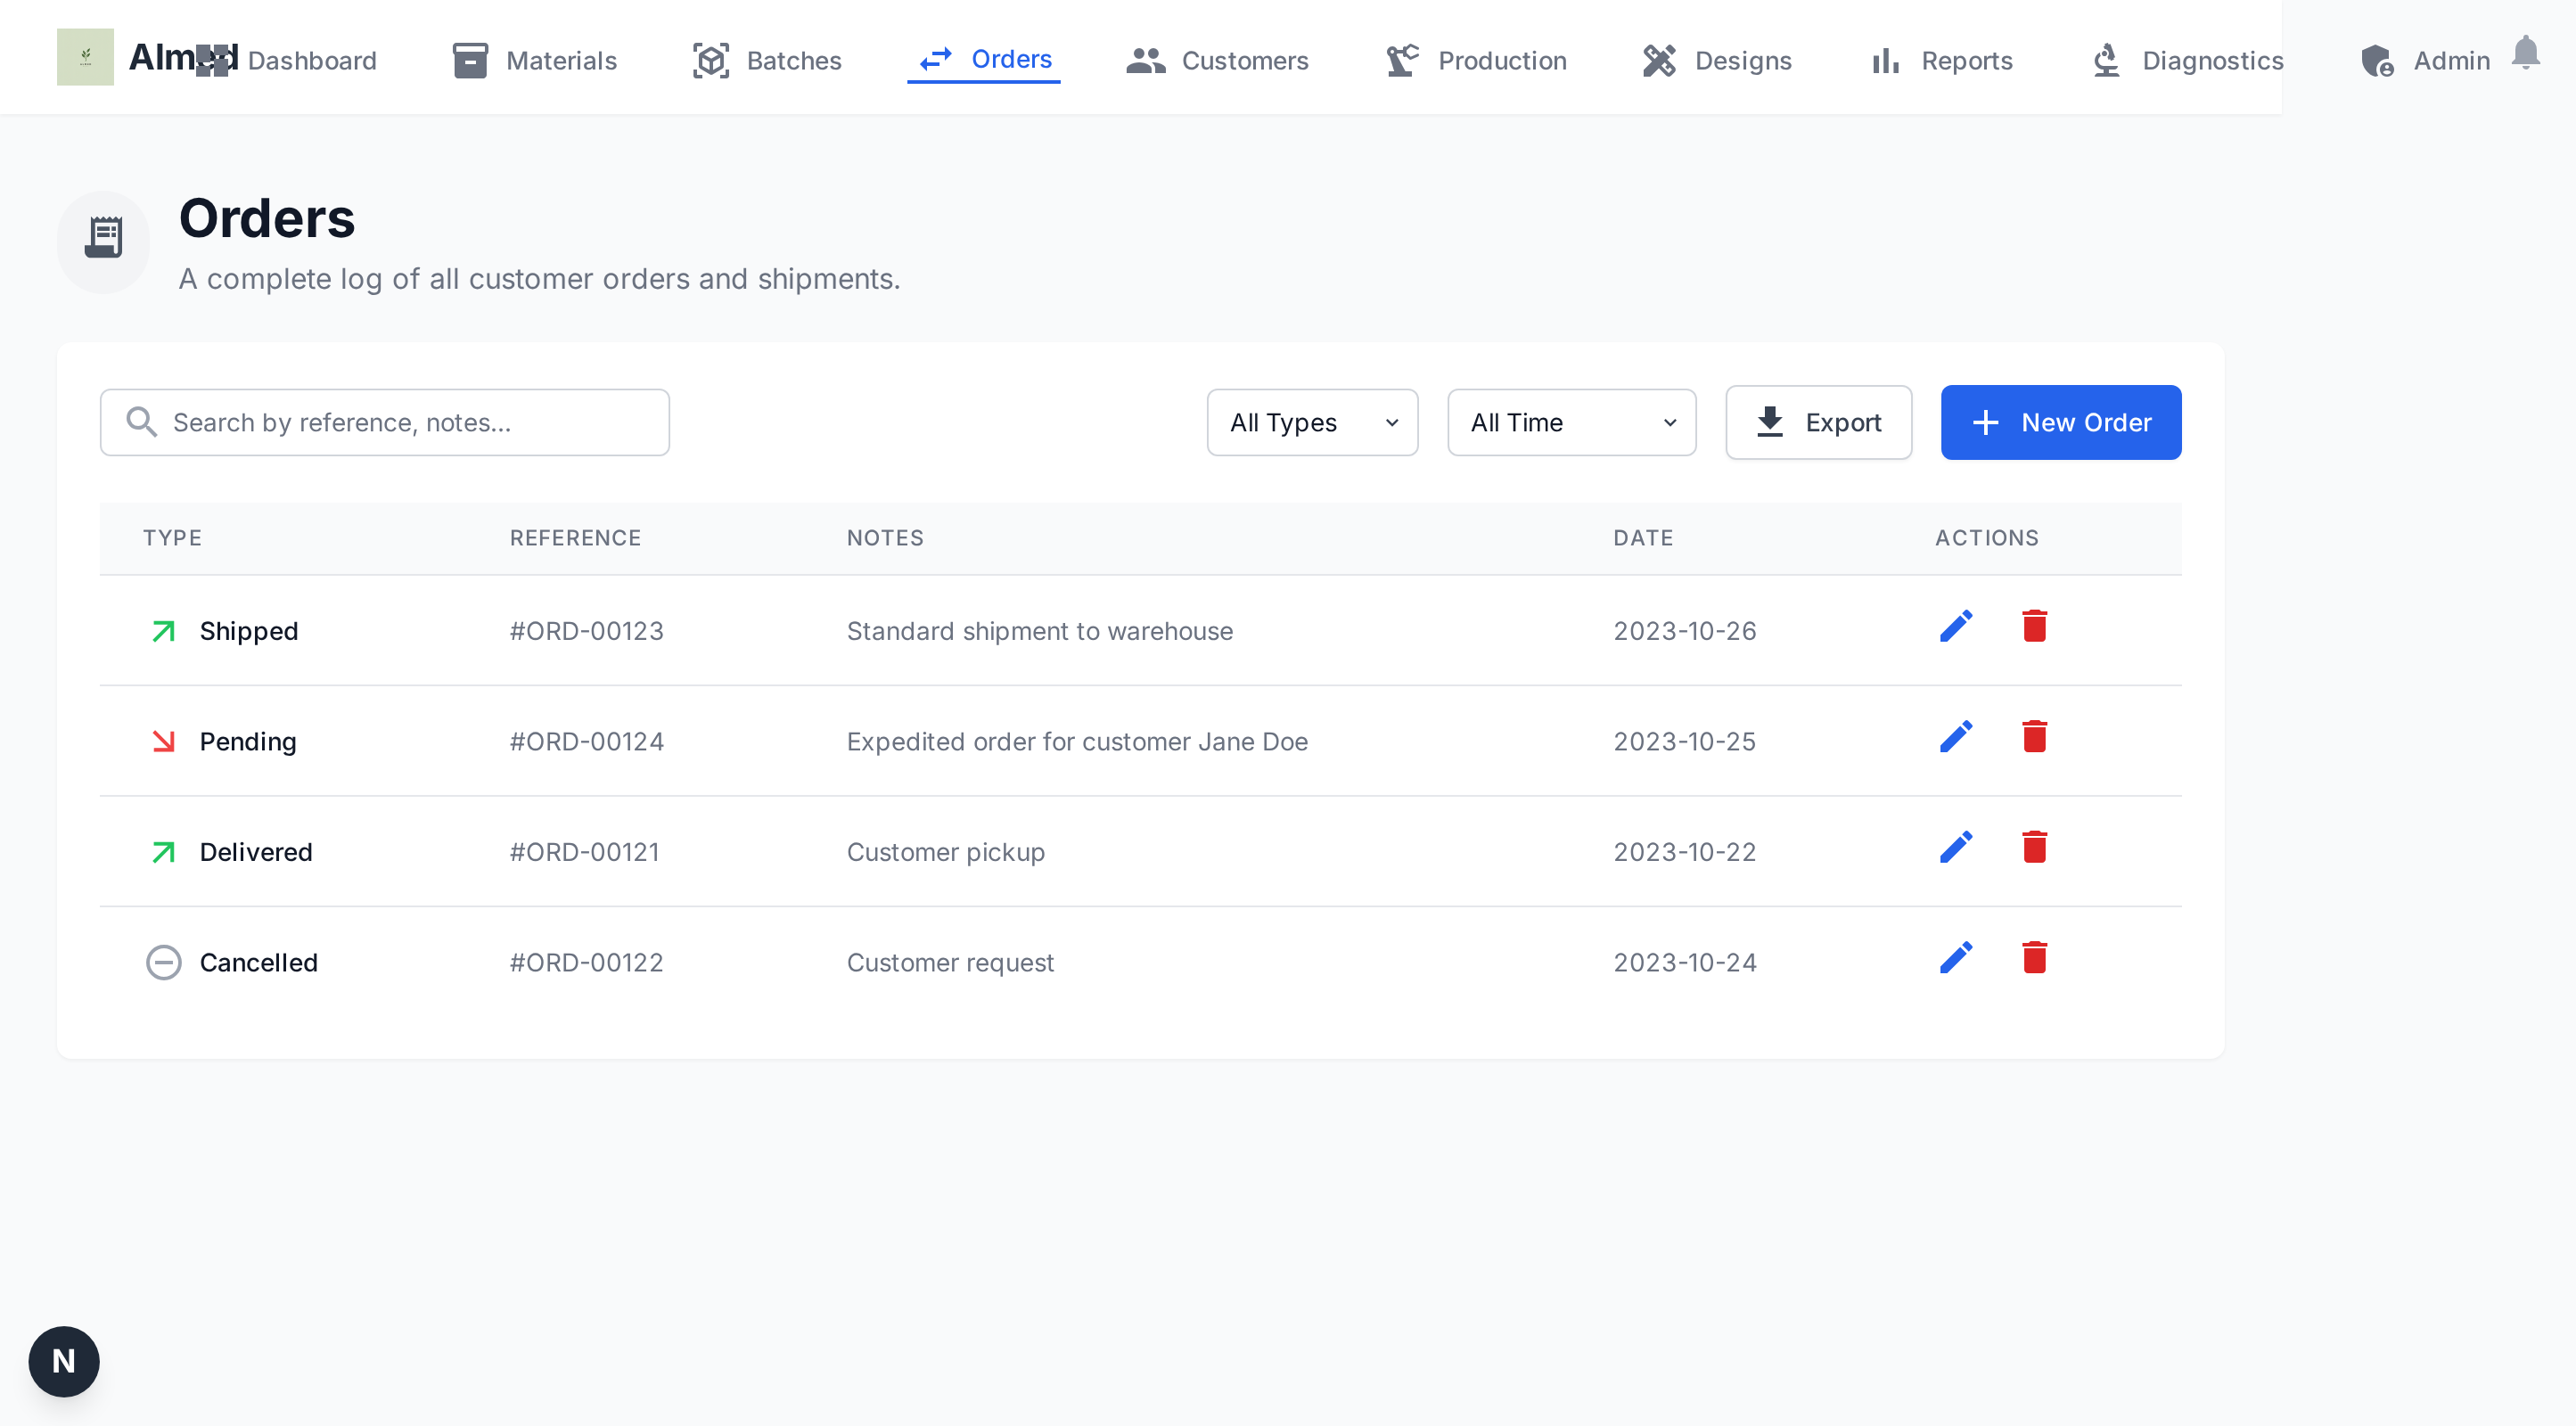 Almed Dashboard Materials Batches Orders Customers Production Designs Reports Diagnostics Admin
Orders
A complete log of all customer orders and shipments.
Search by reference, notes... All Types All Time Export New Order
TYPE REFERENCE NOTES DATE ACTIONS
Shipped #ORD-00123 Standard shipment to warehouse 2023-10-26
Pending #ORD-00124 Expedited order for customer Jane Doe 2023-10-25
Delivered #ORD-00121 Customer pickup 2023-10-22
Cancelled #ORD-00122 Customer request 2023-10-24
N